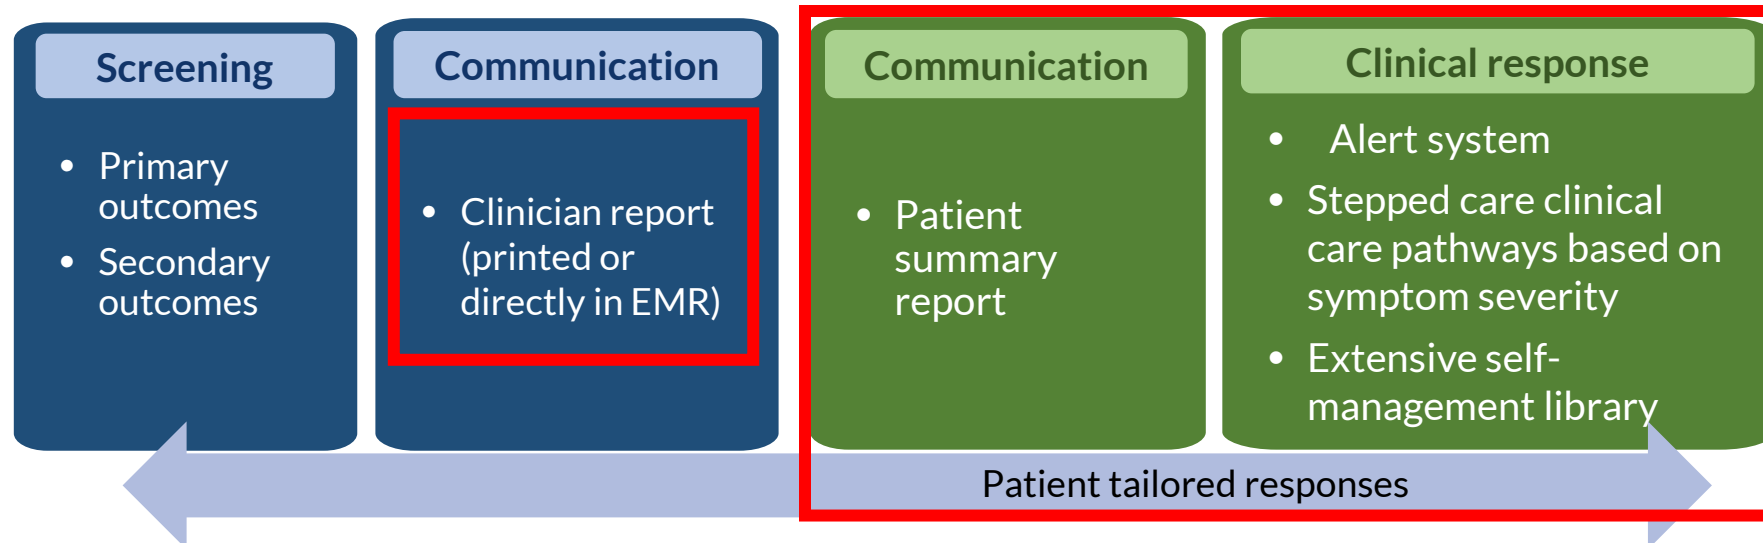 Screening
• Primary
outcomes
• Secondary
outcomes
Communication
• Clinician report
(printed or
directly in EMR)
Communication
• Patient
summary
report
Clinical response
• Alert system
• Stepped care clinical
care pathways based on
symptom severity
• Extensive self-
management library
Patient tailored responses